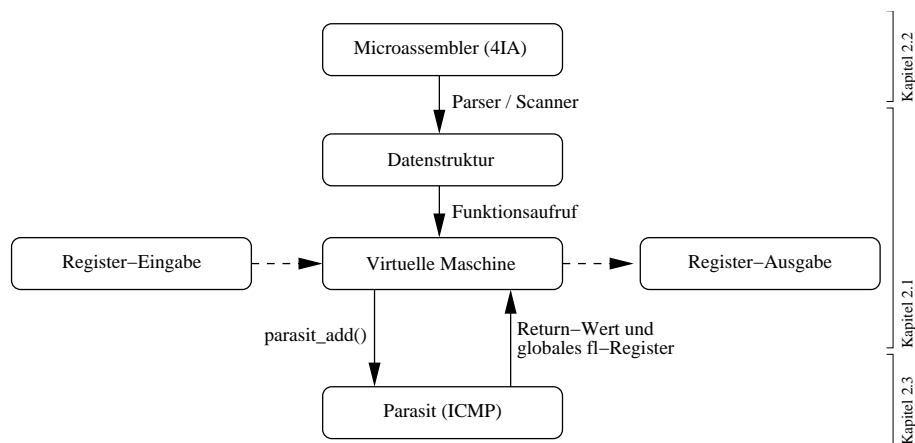 Microassembler (4IA)
Kapitel 2.2
Parser / Scanner
Datenstruktur
Funktionsaufruf
Register−Eingabe
Virtuelle Maschine
Register−Ausgabe
Kapitel 2.1
parasit_add()
Return−Wert und
globales fl−Register
Parasit (ICMP)
Kapitel 2.3